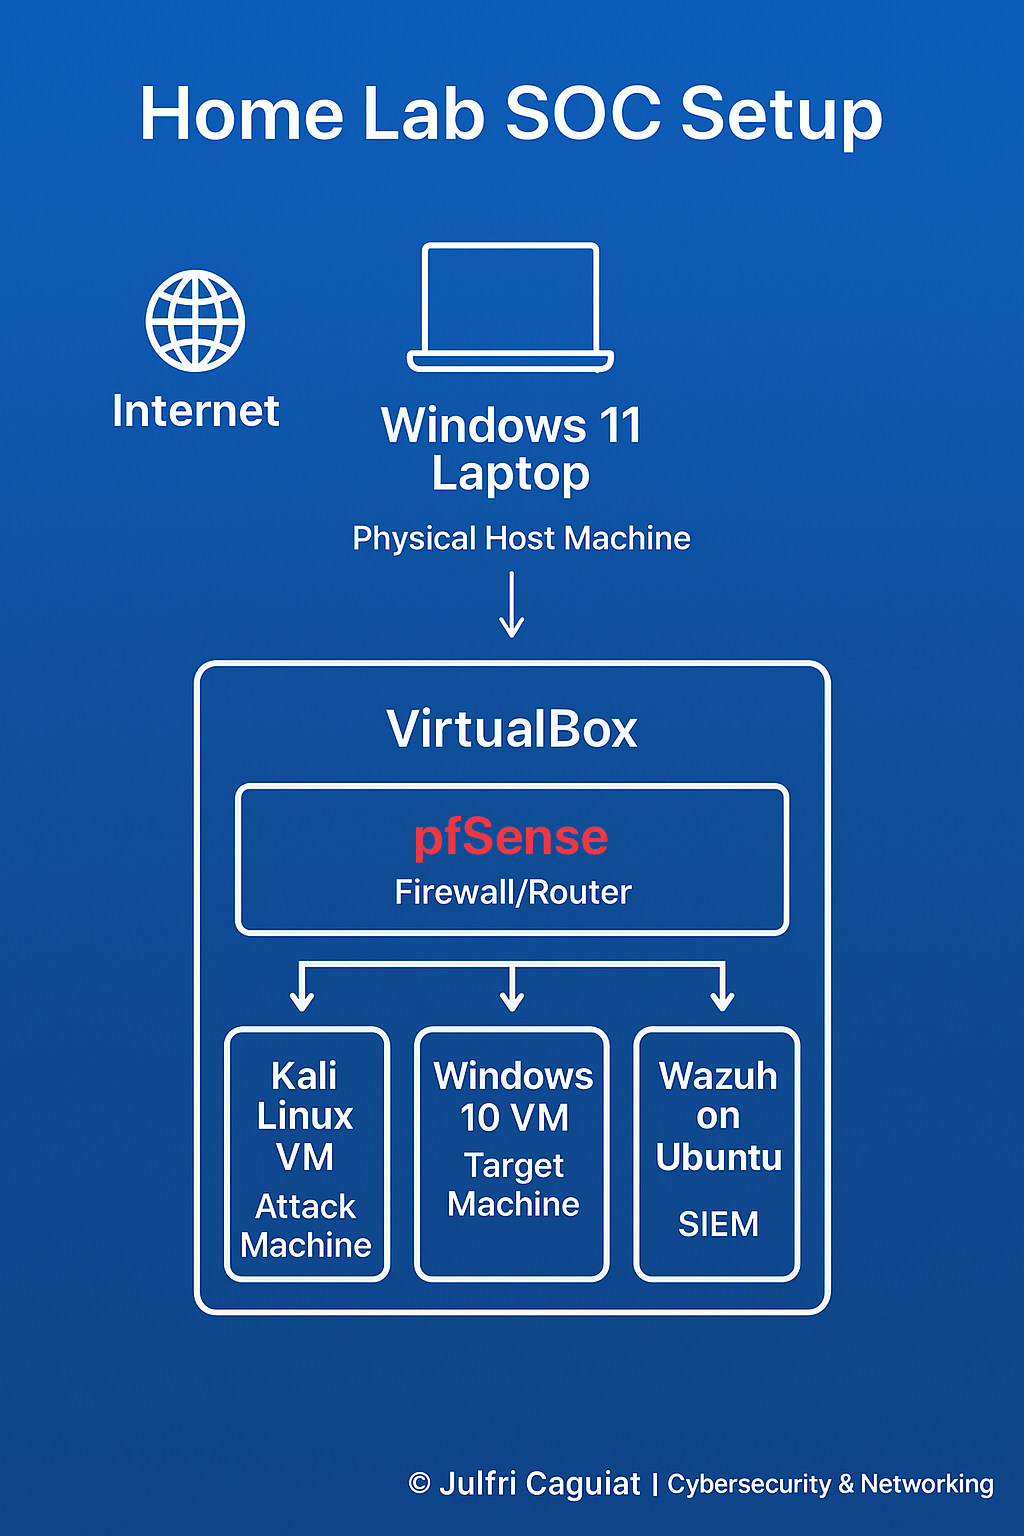 Home Lab SOC Setup
Internet
Windows 11
Laptop
Physical Host Machine
VirtualBox
pfSense
Firewall/Router
Kali
Linux
VM
Attack
Machine
Windows
10 VM
Target
Machine
Wazuh
on
Ubuntu
SIEM
© Julfri Caguiat | Cybersecurity & Networking